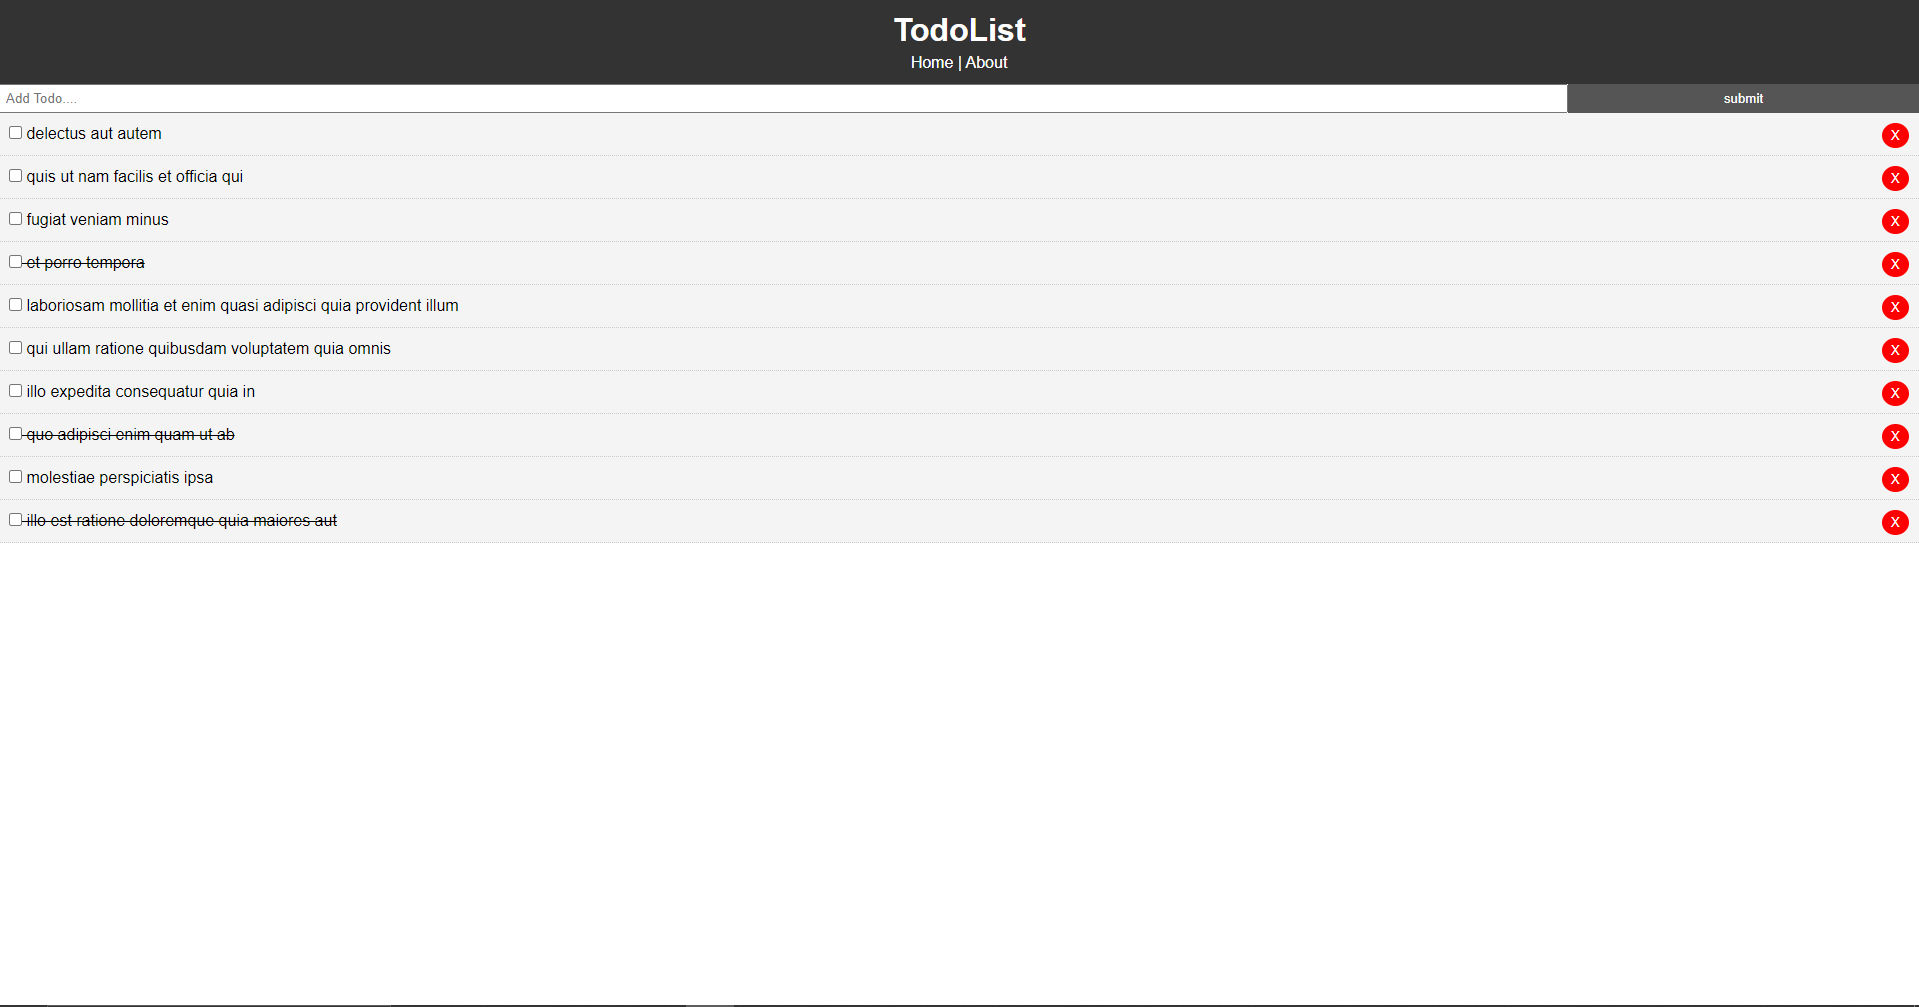 TodoList
Home | About
Add Todo....
submit
delectus aut autem
X
quis ut nam facilis et officia qui
X
fugiat veniam minus
X
et porro tempora
X
laboriosam mollitia et enim quasi adipisci quia provident illum
X
qui ullam ratione quibusdam voluptatem quia omnis
X
illo expedita consequatur quia in
X
quo adipisci enim quam ut ab
X
molestiae perspiciatis ipsa
X
illo est ratione doloremque quia maiores aut
X